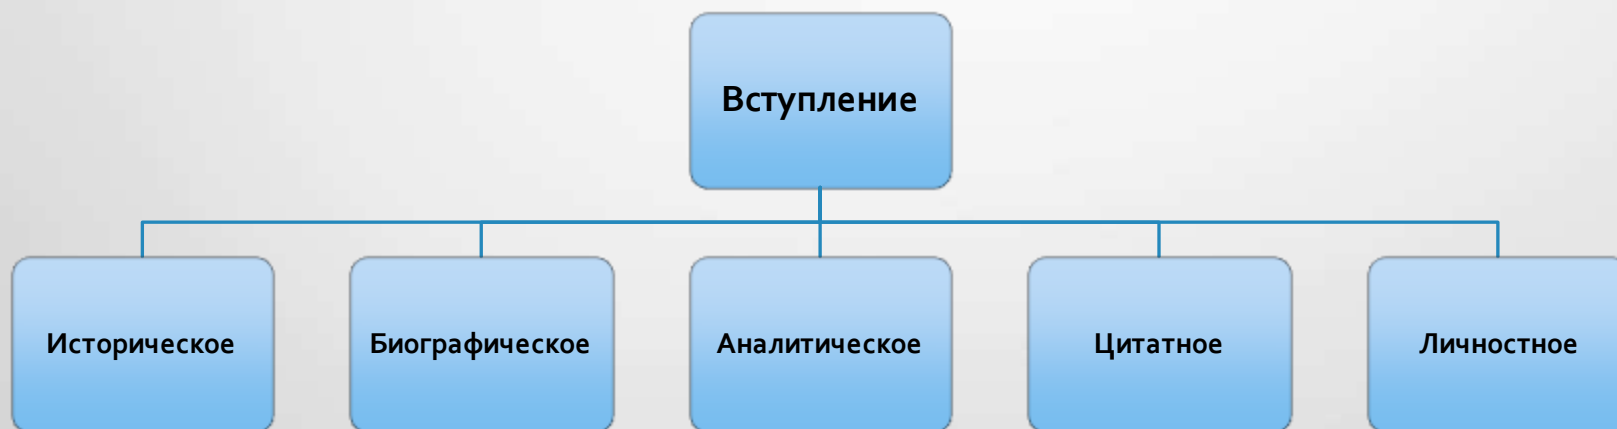 Вступление
Историческое
Биографическое
Аналитическое
Цитатное
Личностное